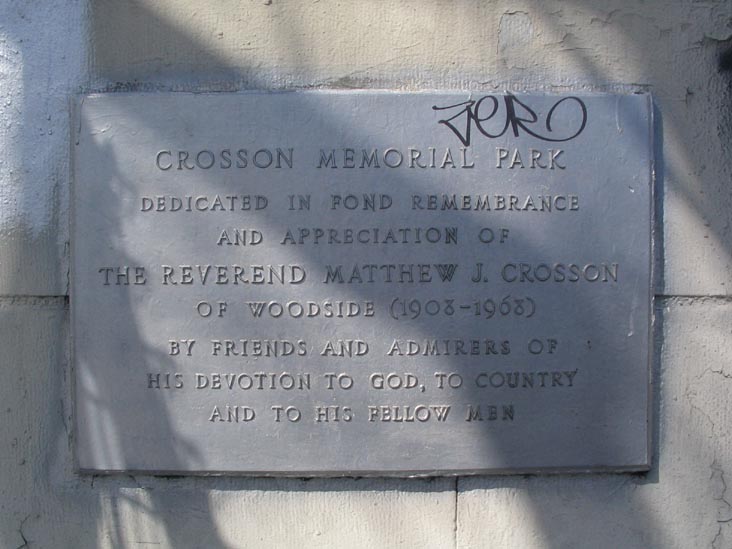 ZERO
CROSSON MEMORIAL PARK
DEDICATED IN FOND REMEMBRANCE
AND APPRECIATION OF
THE REVEREND MATTHEW J. CROSSON
OF WOODSIDE (1908-1968)
BY FRIENDS AND ADMIRERS OF
HIS DEVOTION TO GOD, TO COUNTRY
AND TO HIS FELLOW MEN